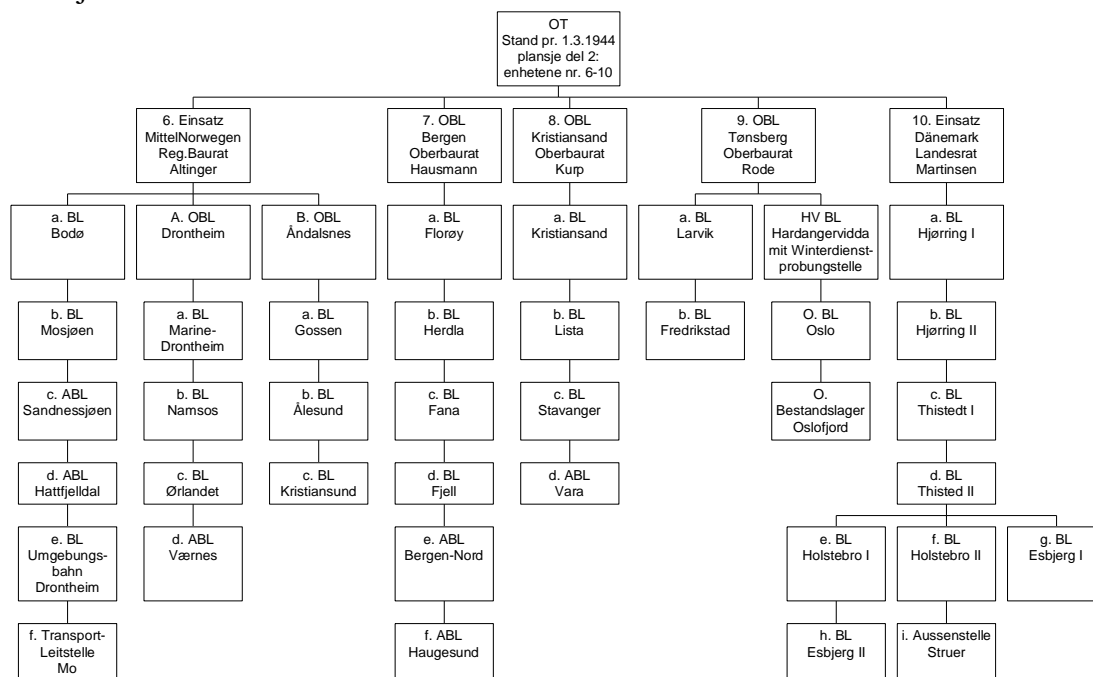 OT
Stand pr. 1.3.1944
plansje del 2:
enhetene nr. 6-10
6. Einsatz
MittelNorwegen
Reg.Baurat
Altinger
7. OBL
Bergen
Oberbaurat
Hausmann
8. OBL
Kristiansand
Oberbaurat
Kurp
9. OBL
Tønsberg
Oberbaurat
Rode
10. Einsatz
Dänemark
Landesrat
Martinsen
a. BL
Bodø
A. OBL
Drontheim
B. OBL
Åndalsnes
a. BL
Florøy
a. BL
Kristiansand
a. BL
Larvik
HV BL
Hardangervidda
mit Winterdienst-
probungstelle
a. BL
Hjørring I
b. BL
Mosjøen
a. BL
Marine-
Drontheim
a. BL
Gossen
b. BL
Herdla
b. BL
Lista
b. BL
Fredrikstad
O. BL
Oslo
b. BL
Hjørring II
c. ABL
Sandnessjøen
b. BL
Namsos
b. BL
Ålesund
c. BL
Fana
c. BL
Stavanger
O.
Bestandslager
Oslofjord
c. BL
Thistedt I
d. ABL
Hattfjelldal
c. BL
Ørlandet
c. BL
Kristiansund
d. BL
Fjell
d. ABL
Vara
d. BL
Thisted II
e. BL
Umgebungs-
bahn
Drontheim
d. ABL
Værnes
e. ABL
Bergen-Nord
e. BL
Holstebro I
f. BL
Holstebro II
g. BL
Esbjerg I
f. Transport-
Leitstelle
Mo
f. ABL
Haugesund
h. BL
Esbjerg II
i. Aussenstelle
Struer